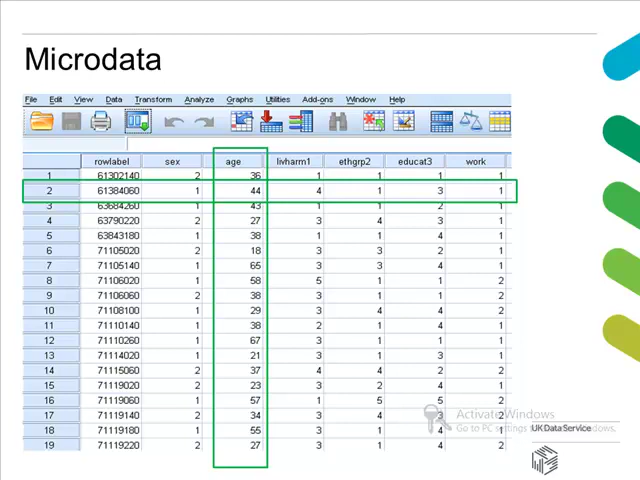 Microdata
File Edit View Data Transform Analyze Graphs Utilities Add-ons Window Help
rowlabel sex age livharm1 ethgrp2 educat3 work
1 61302140 2 36 1 1 1 1
2 61384060 1 44 4 1 3 1
3 63684260 1 43 1 1 2 1
4 63790220 2 27 3 4 3 1
5 63843180 1 38 1 1 4 1
6 71105020 2 18 3 3 2 1
7 71105140 1 65 3 3 4 1
8 71106020 1 58 5 1 1 2
9 71106060 2 38 3 1 1 2
10 71108100 1 29 3 4 4 2
11 71110140 1 38 2 1 4 1
12 71110260 1 67 3 1 1 1
13 71114020 1 21 3 1 3 1
14 71115060 2 37 4 4 2 2
15 71119020 2 23 3 2 4 1
16 71119060 1 57 1 5 5 2
17 71119140 2 34 3 4 3 2
18 71119180 1 55 3 1 4 1
19 71119220 2 27 3 1 4 2
Activate Windows
Go to PC settings windows.
UK Data Service